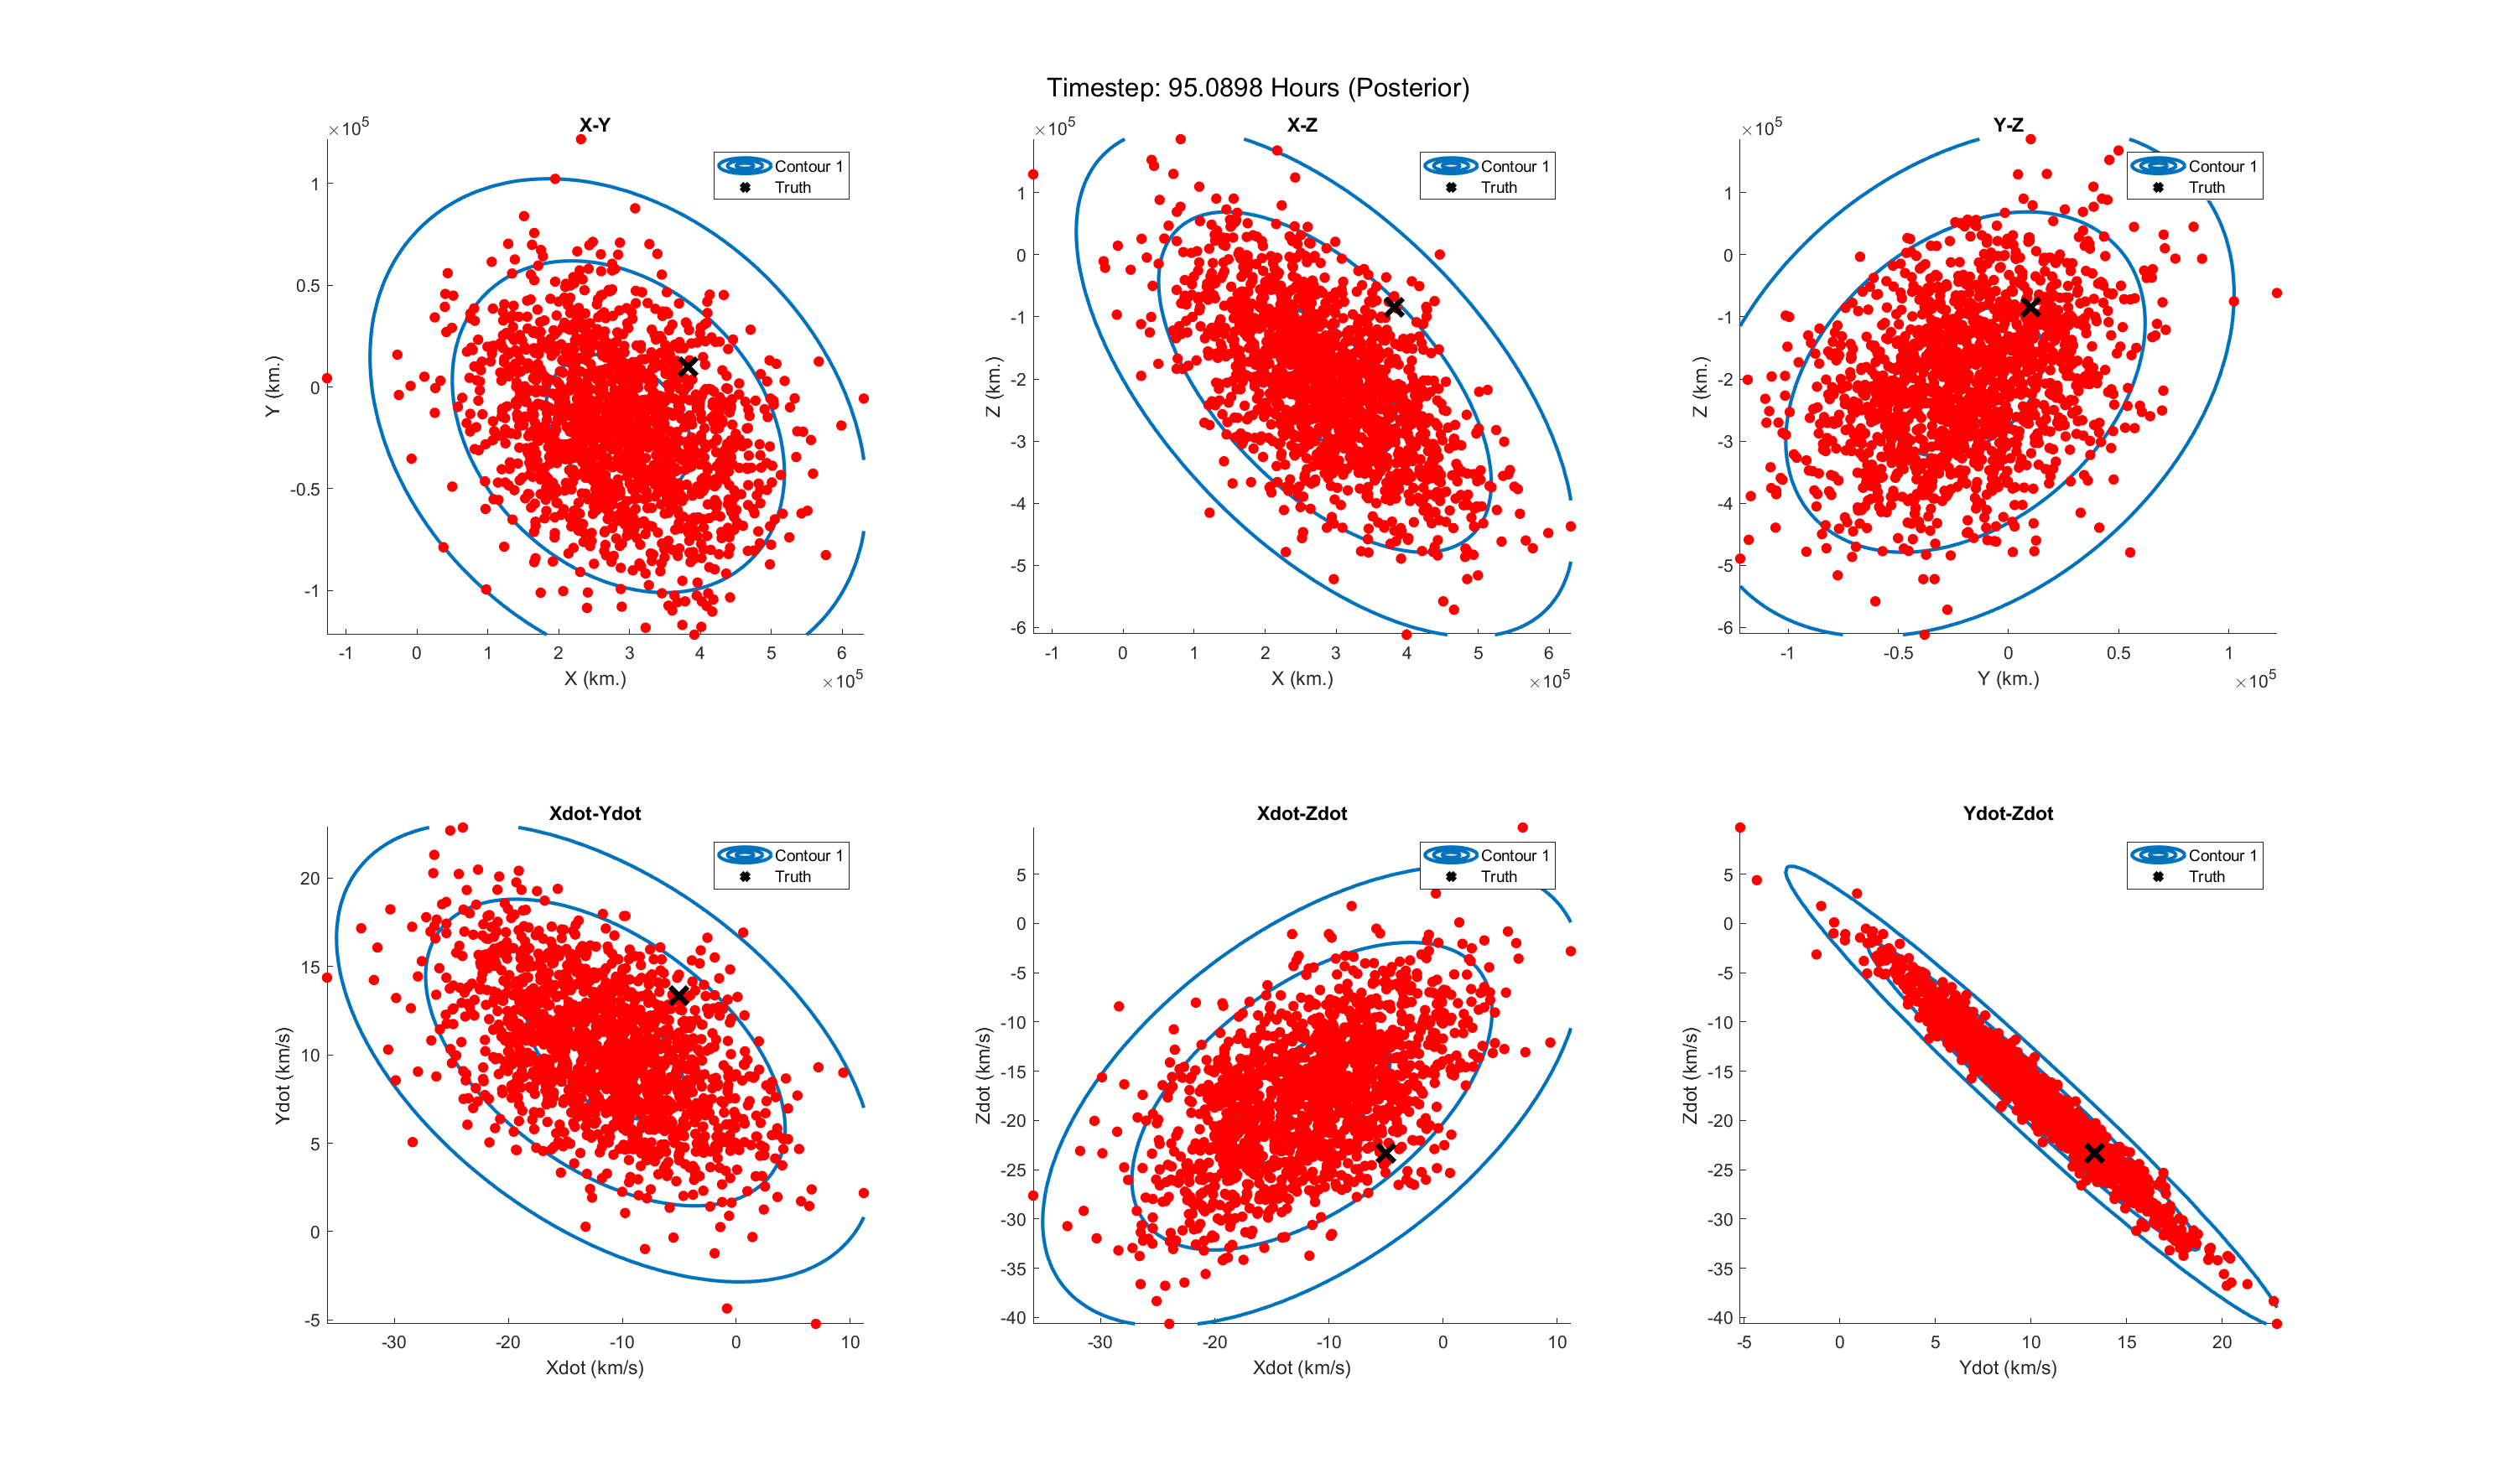 Timestep: 95.0898 Hours (Posterior)
X-Y
×10^5
1
0.5
0
-0.5
-1
Y (km.)
-1 0 1 2 3 4 5 6
X (km.)
×10^5
Contour 1
Truth
X-Z
×10^5
1
0
-1
-2
-3
-4
-5
-6
Z (km.)
-1 0 1 2 3 4 5 6
X (km.)
×10^5
Contour 1
Truth
Y-Z
×10^5
1
0
-1
-2
-3
-4
-5
-6
Z (km.)
-1 -0.5 0 0.5 1
Y (km.)
×10^5
Contour 1
Truth
Xdot-Ydot
20
15
10
5
0
-5
Ydot (km/s)
-30 -20 -10 0 10
Xdot (km/s)
Contour 1
Truth
Xdot-Zdot
5
0
-5
-10
-15
-20
-25
-30
-35
-40
Zdot (km/s)
-30 -20 -10 0 10
Xdot (km/s)
Contour 1
Truth
Ydot-Zdot
5
0
-5
-10
-15
-20
-25
-30
-35
-40
Zdot (km/s)
-5 0 5 10 15 20
Ydot (km/s)
Contour 1
Truth